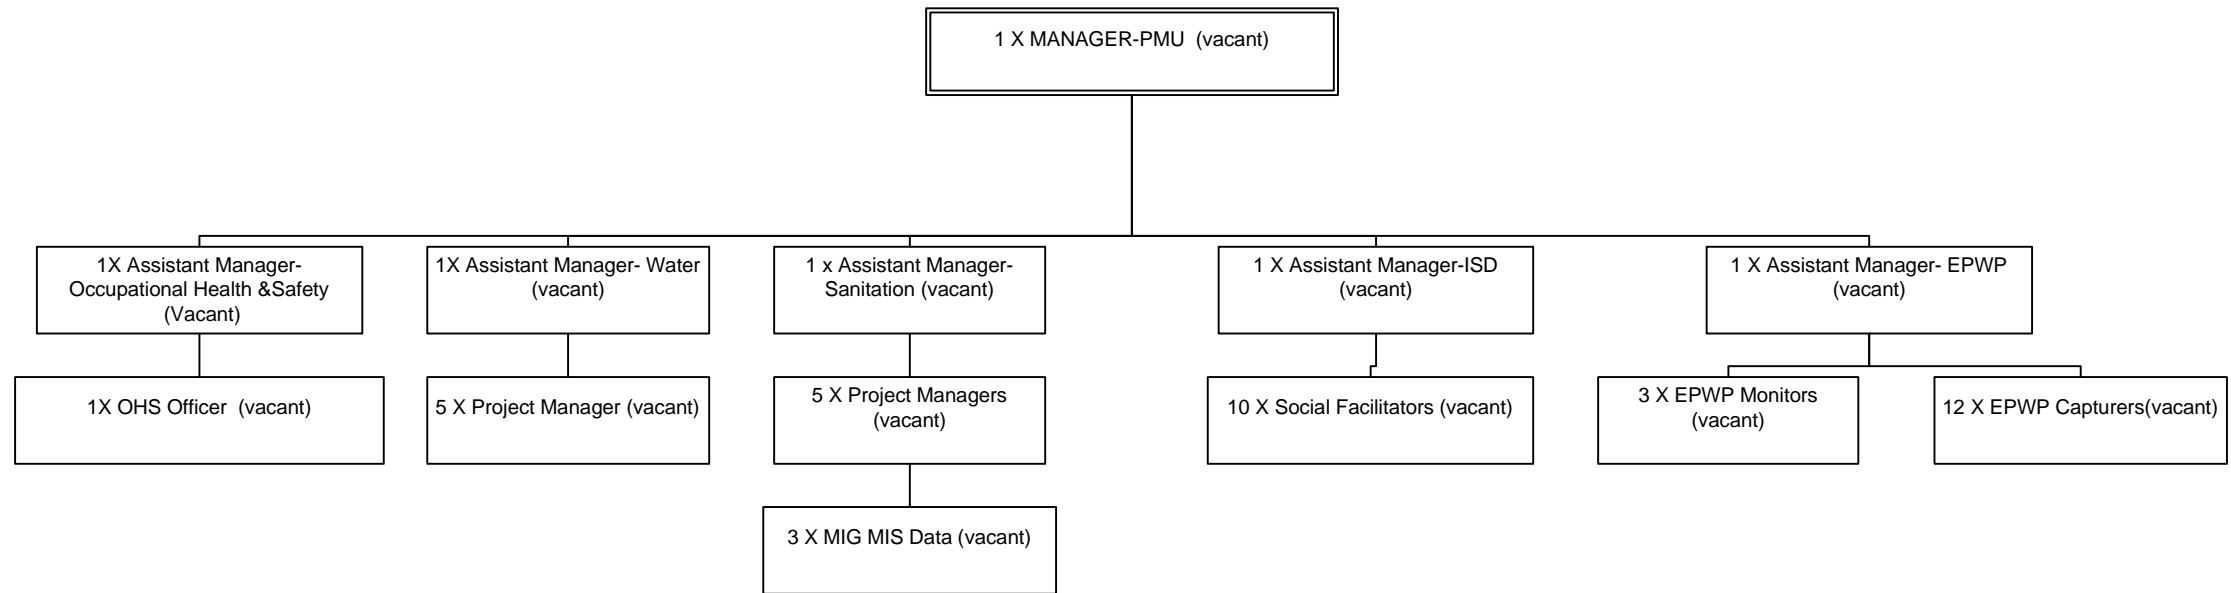 1 X MANAGER-PMU (vacant)
1X Assistant Manager-
Occupational Health &Safety
(Vacant)
1X Assistant Manager- Water
(vacant)
1 x Assistant Manager-
Sanitation (vacant)
1 X Assistant Manager-ISD
(vacant)
1 X Assistant Manager- EPWP
(vacant)
1X OHS Officer (vacant)
5 X Project Manager (vacant)
5 X Project Managers
(vacant)
10 X Social Facilitators (vacant)
3 X EPWP Monitors
(vacant)
12 X EPWP Capturers(vacant)
3 X MIG MIS Data (vacant)